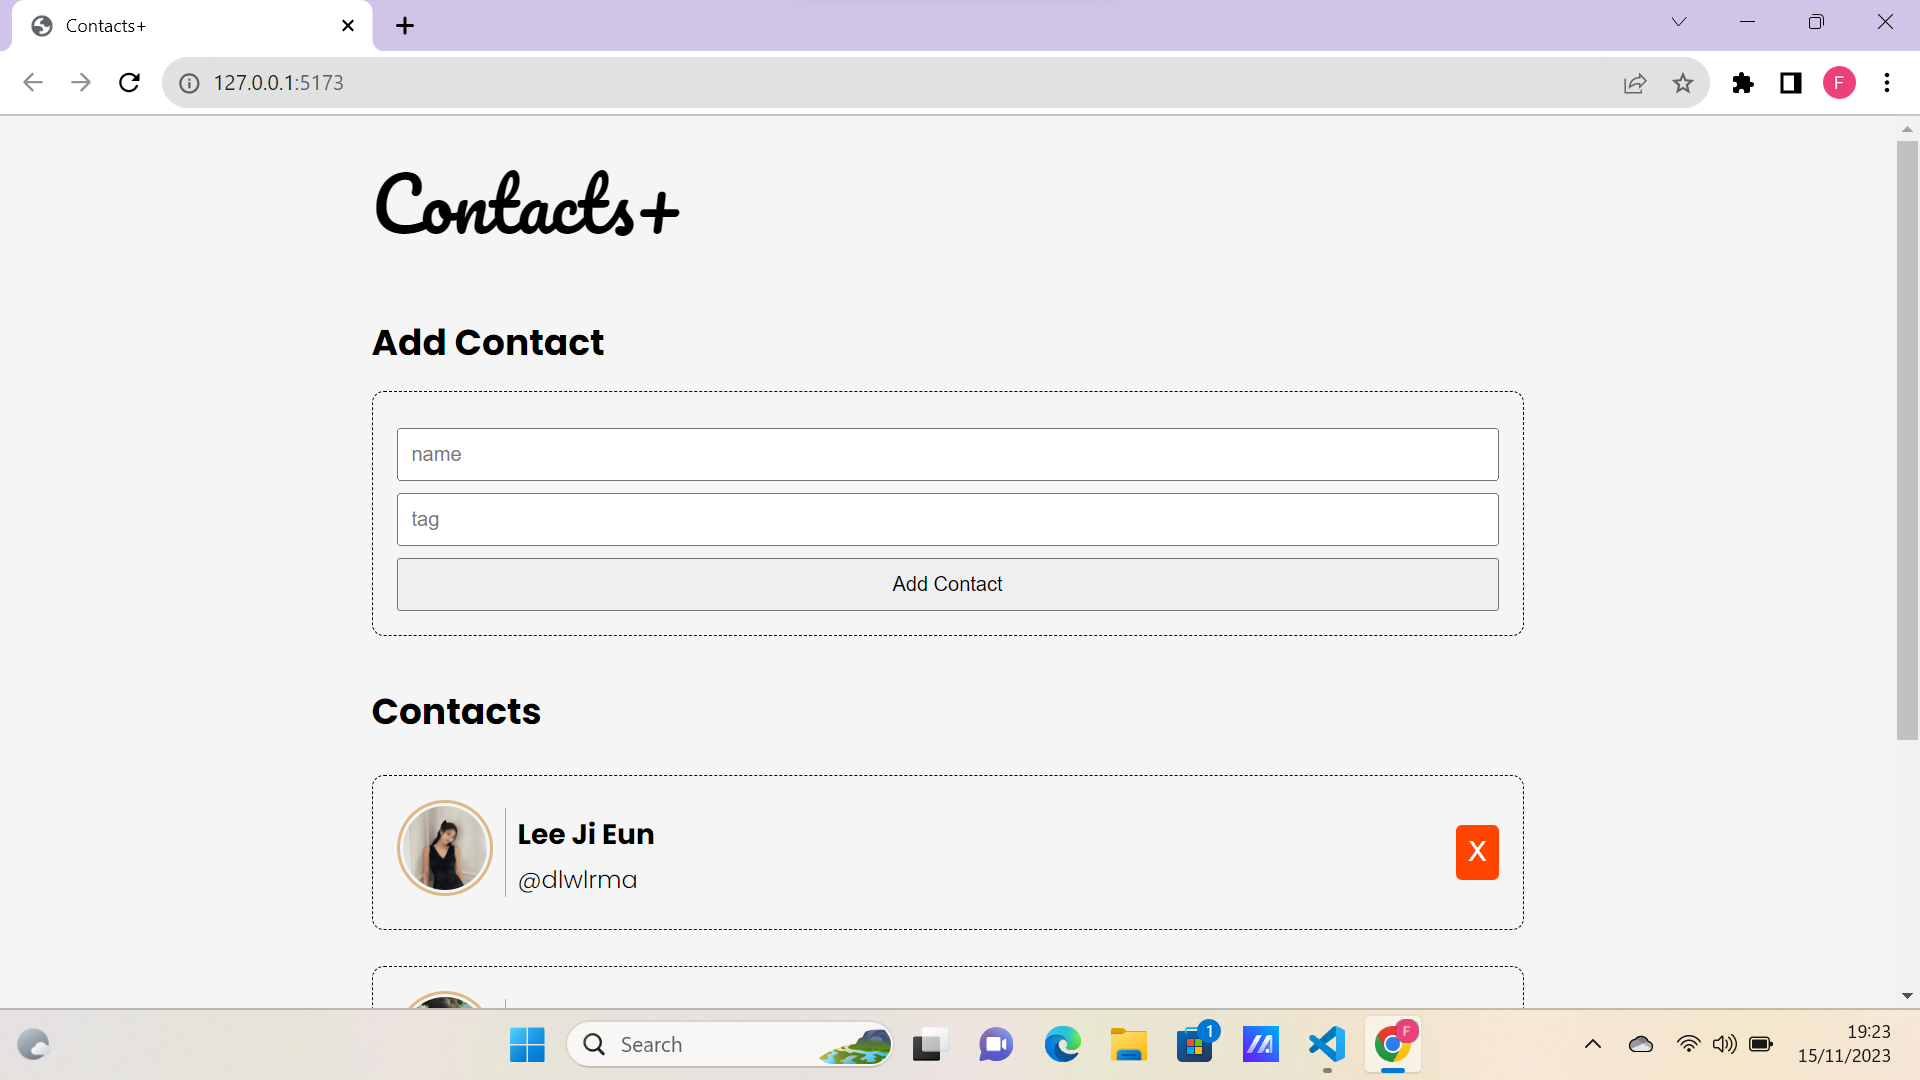 Contacts+
127.0.0.1:5173
F
Contacts+
Add Contact
name
tag
Add Contact
Contacts
Lee Ji Eun
@dlwlrma
X
Search
1
F
19:23
15/11/2023